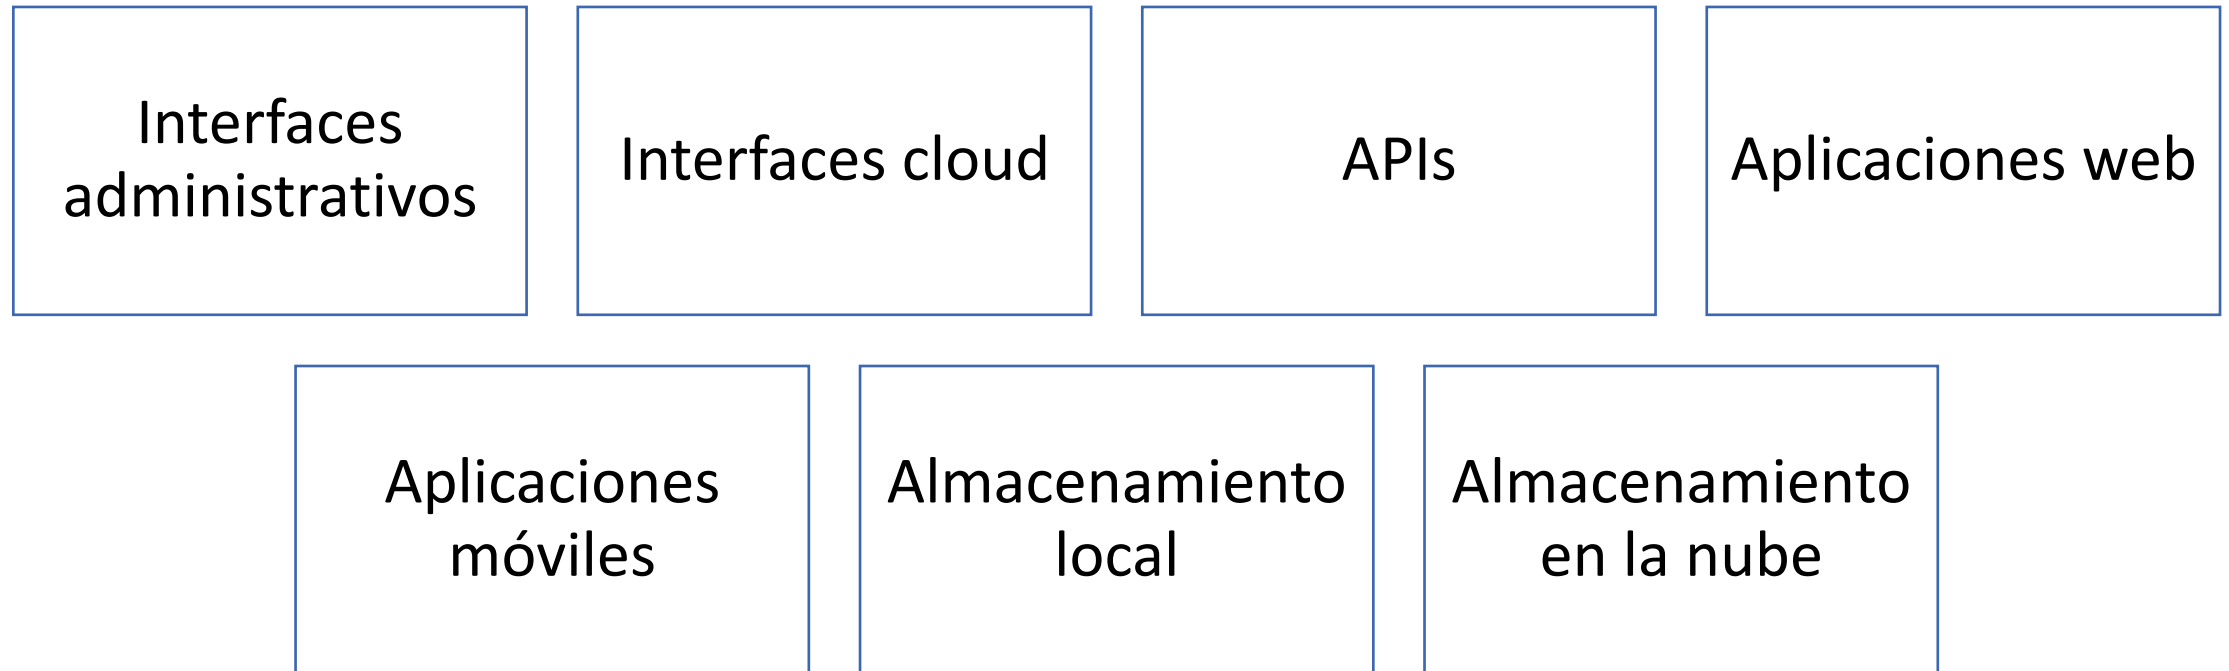 Interfaces
administrativos
Interfaces cloud
APIs
Aplicaciones web
Aplicaciones
móviles
Almacenamiento
local
Almacenamiento
en la nube